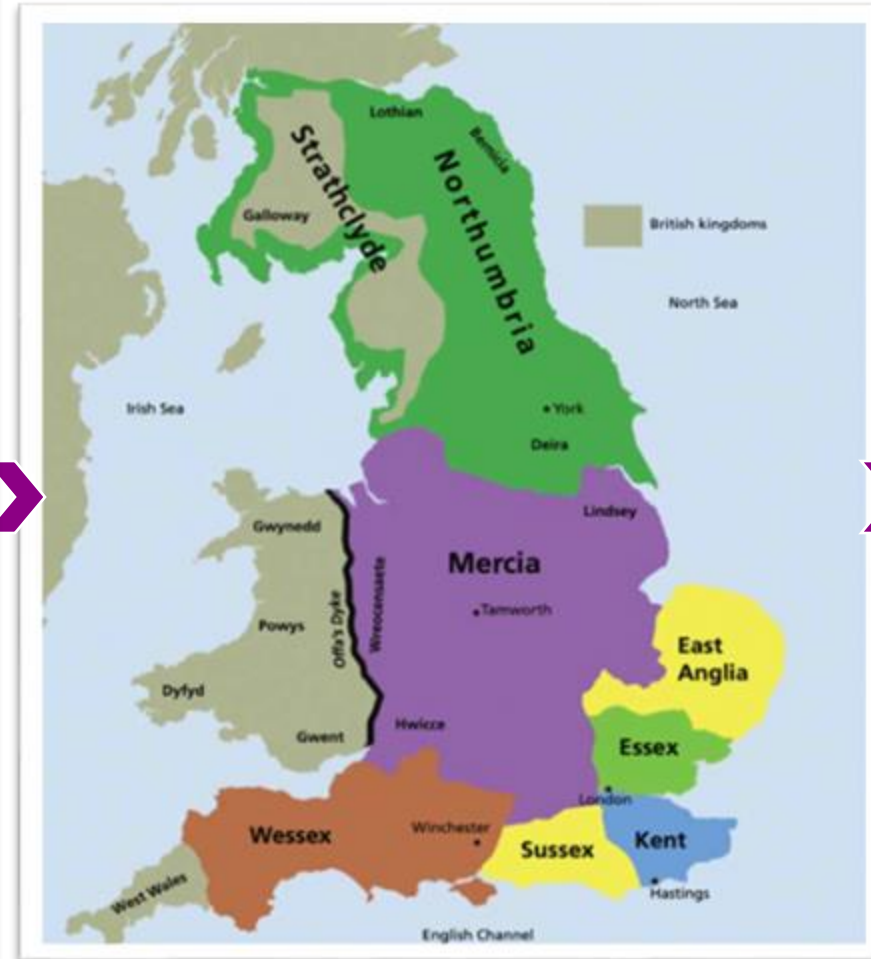 Lothian
Bernicia
Strathclyde
Northumbria
Galloway
British kingdoms
North Sea
Irish Sea
York
Deira
Lindsey
Gwynedd
Mercia
Offa's Dyke
Wreocensaete
Tamworth
Powys
East
Anglia
Dyfyd
Hwicce
Gwent
Essex
London
Wessex
Winchester
Sussex
Kent
West Wales
Hastings
English Channel